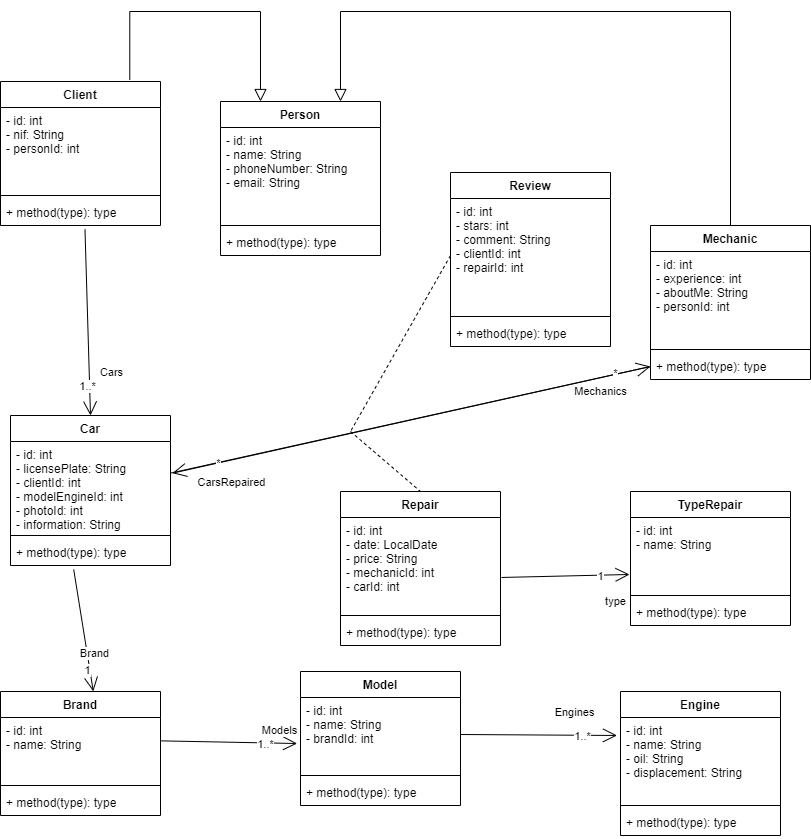 Client
- id: int
- nif: String
- personId: int
+ method(type): type
Person
- id: int
- name: String
- phoneNumber: String
- email: String
+ method(type): type
Review
- id: int
- stars: int
- comment: String
- clientId: int
- repairId: int
+ method(type): type
Mechanic
- id: int
- experience: int
- aboutMe: String
- personId: int
+ method(type): type
Cars
1..*
*
Mechanics
Car
- id: int
- licensePlate: String
- clientId: int
- modelEngineId: int
- photoId: int
- information: String
+ method(type): type
*
CarsRepaired
Repair
- id: int
- date: LocalDate
- price: String
- mechanicId: int
- carId: int
+ method(type): type
1
type
TypeRepair
- id: int
- name: String
+ method(type): type
Brand
1
Brand
- id: int
- name: String
+ method(type): type
Models
1..*
Model
- id: int
- name: String
- brandId: int
+ method(type): type
Engines
1..*
Engine
- id: int
- name: String
- oil: String
- displacement: String
+ method(type): type